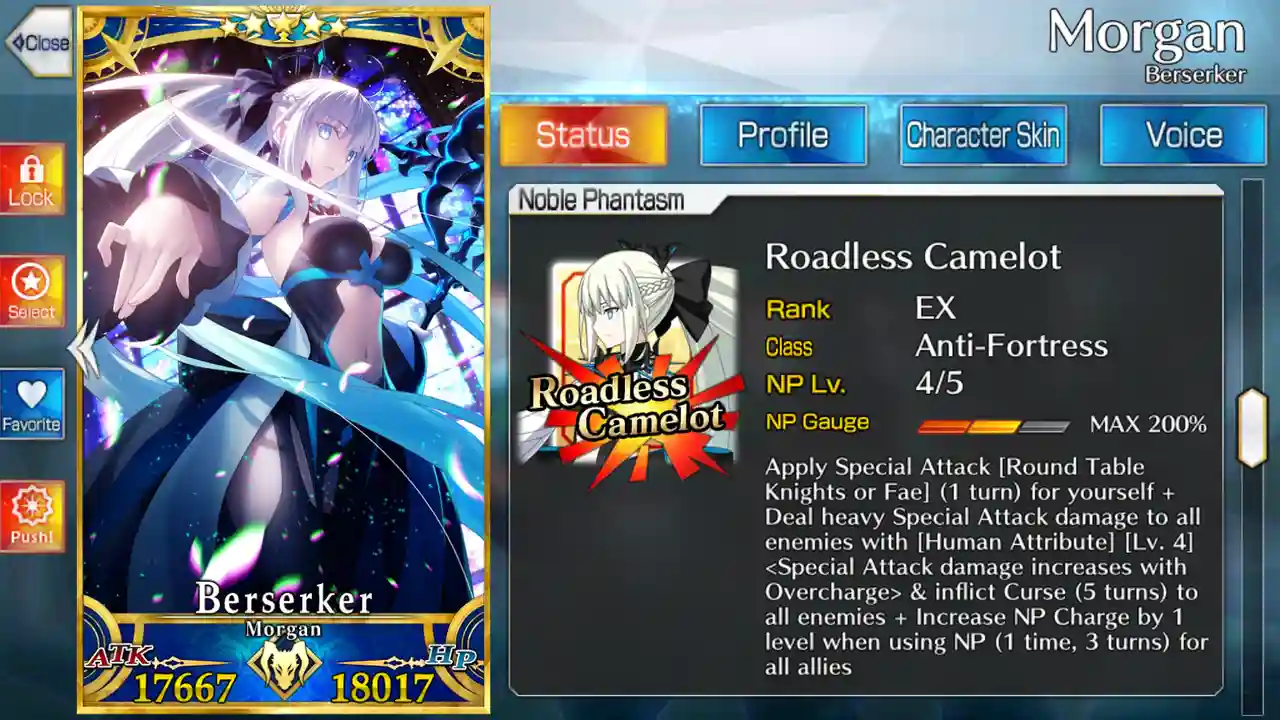 Close
Lock
Select
Favorite
Push!
Berserker
Morgan
ATK
HP
17667
18017
Morgan
Berserker
Status
Profile
Character Skin
Voice
Noble Phantasm
Roadless
Camelot
Roadless Camelot
Rank EX
Class Anti-Fortress
NP Lv. 4/5
NP Gauge MAX 200%
Apply Special Attack [Round Table
Knights or Fae] (1 turn) for yourself +
Deal heavy Special Attack damage to all
enemies with [Human Attribute] [Lv. 4]
<Special Attack damage increases with
Overcharge> & inflict Curse (5 turns) to
all enemies + Increase NP Charge by 1
level when using NP (1 time, 3 turns) for
all allies